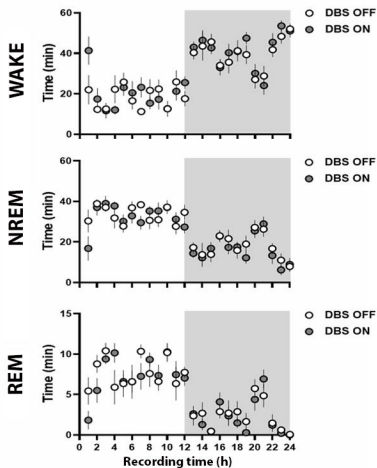 WAKE
Time (min)
60
40
20
0
DBS OFF
DBS ON
NREM
Time (min)
60
40
20
0
DBS OFF
DBS ON
REM
Time (min)
15
10
5
0
DBS OFF
DBS ON
0 2 4 6 8 10 12 14 16 18 20 22 24
Recording time (h)